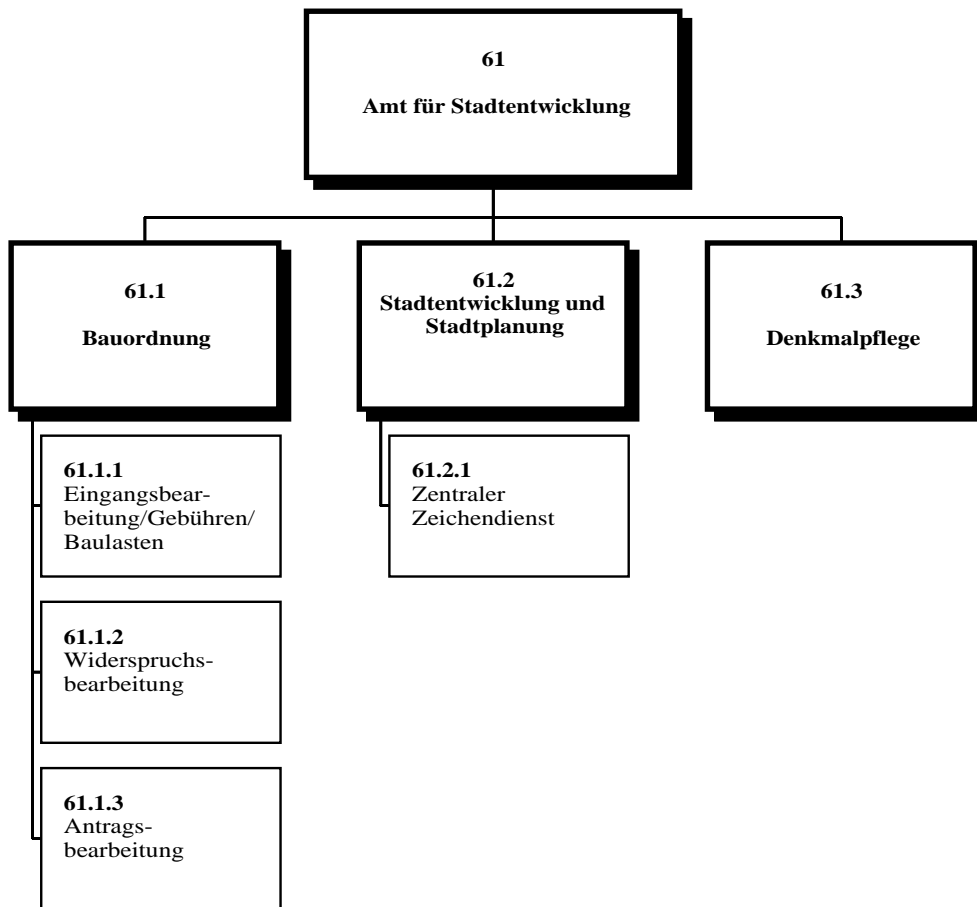 61
Amt für Stadtentwicklung
61.1
Bauordnung
61.2
Stadtentwicklung und
Stadtplanung
61.3
Denkmalpflege
61.1.1
Eingangsbear-
beitung/Gebühren/
Baulasten
61.2.1
Zentraler
Zeichendienst
61.1.2
Widerspruchs-
bearbeitung
61.1.3
Antrags-
bearbeitung